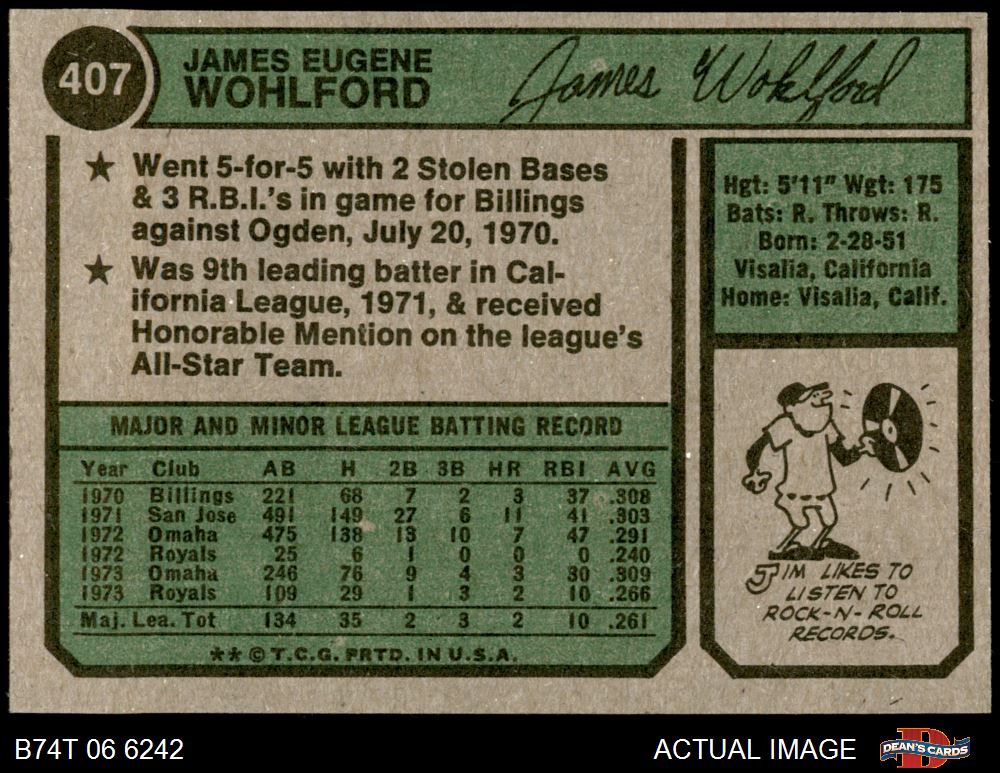 407
JAMES EUGENE
WOHLFORD
James Wohlford
★ Went 5-for-5 with 2 Stolen Bases
& 3 R.B.I.'s in game for Billings
against Ogden, July 20, 1970.
★ Was 9th leading batter in Cal-
ifornia League, 1971, & received
Honorable Mention on the league's
All-Star Team.
MAJOR AND MINOR LEAGUE BATTING RECORD
Year Club AB H 2B 3B HR RBI AVG
1970 Billings 221 68 7 2 3 37 .308
1971 San Jose 491 149 27 6 11 41 .303
1972 Omaha 475 138 13 10 7 47 .291
1972 Royals 25 6 1 0 0 0 .240
1973 Omaha 246 76 9 4 3 30 .309
1973 Royals 109 29 1 3 2 10 .266
Maj. Lea. Tot 134 35 2 3 2 10 .261
** © T.C.G. PRTD. IN U.S.A.
Hgt: 5'11" Wgt: 175
Bats: R. Throws: R.
Born: 2-28-51
Visalia, California
Home: Visalia, Calif.
JIM LIKES TO
LISTEN TO
ROCK-N-ROLL
RECORDS.
B74T 06 6242
ACTUAL IMAGE
DEAN'S CARDS